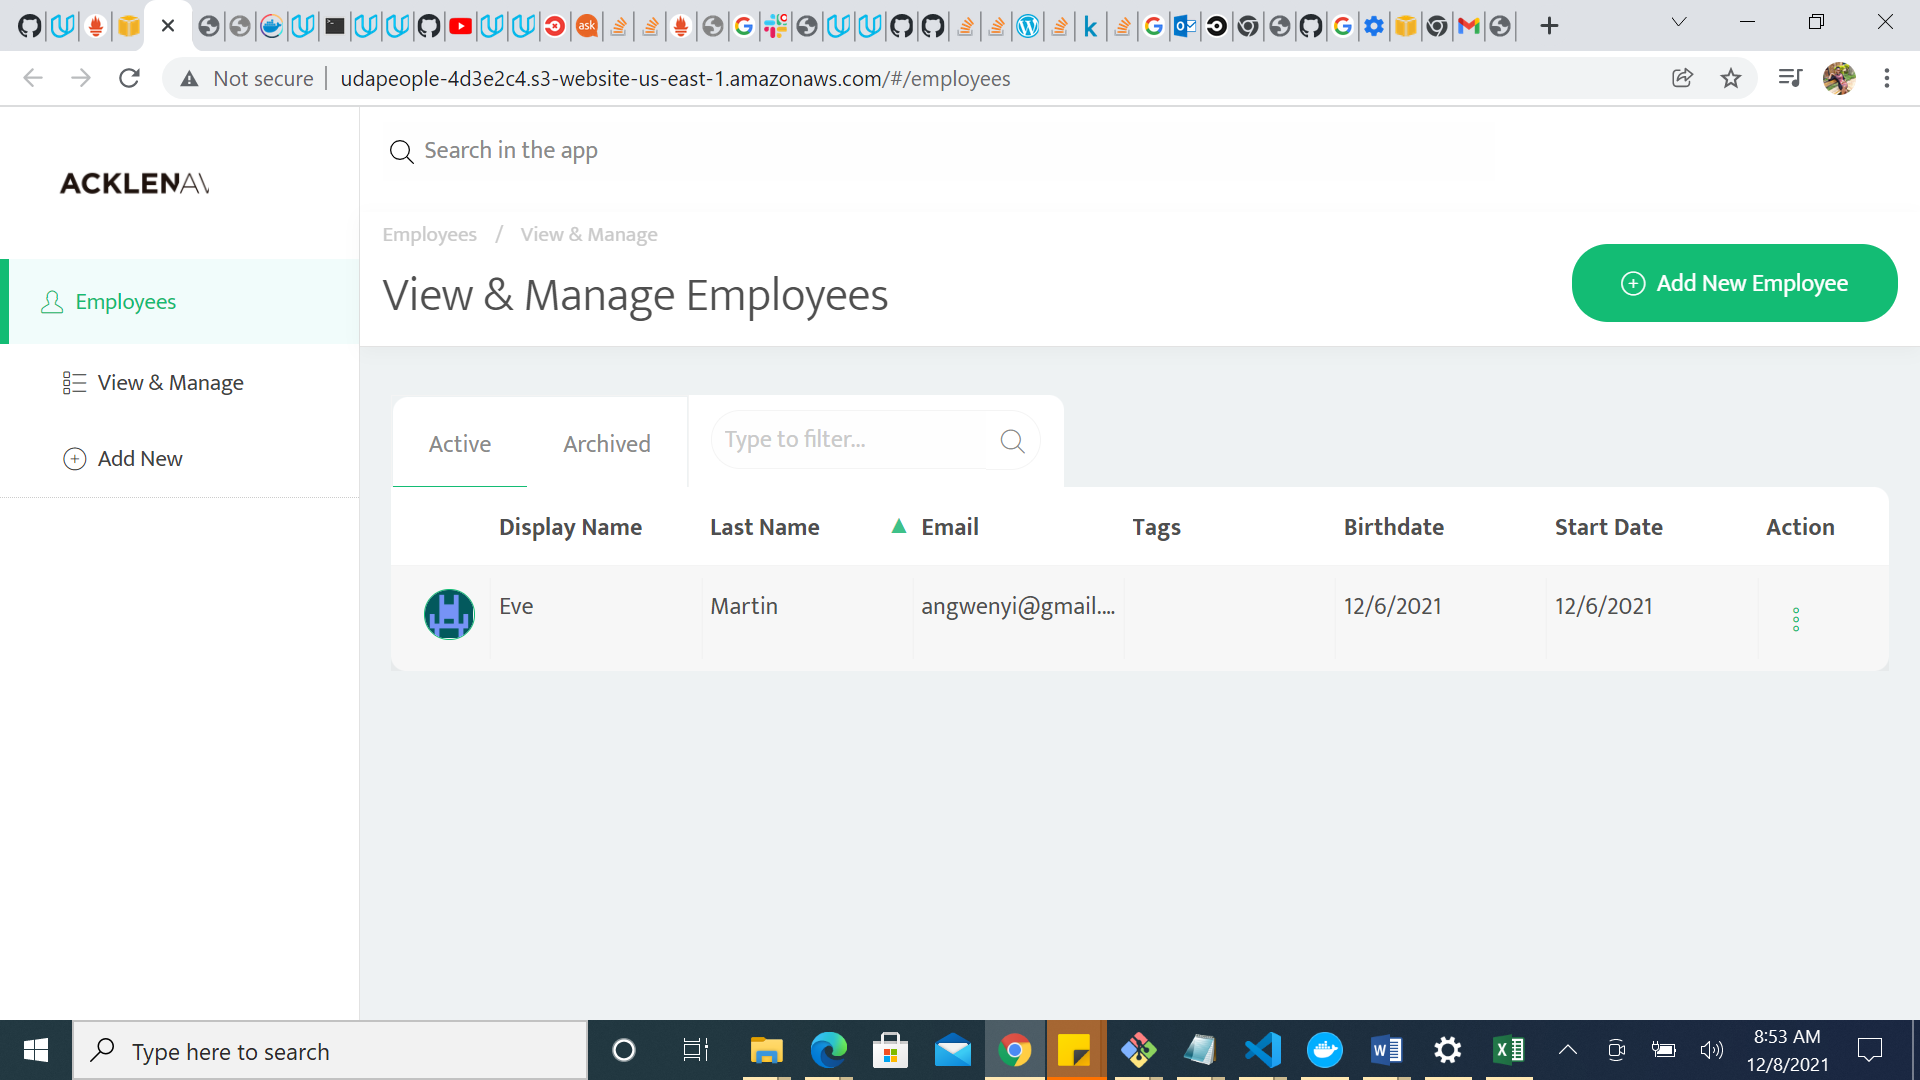 ask
Not secure
udapeople-4d3e2c4.s3-website-us-east-1.amazonaws.com/#/employees
Search in the app
ACKLENAV
Employees / View & Manage
View & Manage Employees
Add New Employee
Employees
View & Manage
Add New
Active
Archived
Type to filter...
Display Name
Last Name
Email
Tags
Birthdate
Start Date
Action
Eve
Martin
angwenyi@gmail....
12/6/2021
12/6/2021
Type here to search
8:53 AM
12/8/2021